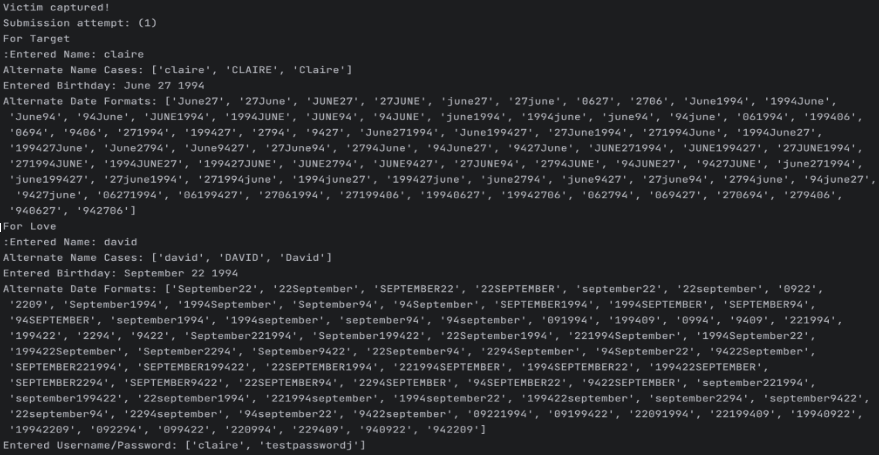 Victim captured!
Submission attempt: (1)
For Target
:Entered Name: claire
Alternate Name Cases: ['claire', 'CLAIRE', 'Claire']
Entered Birthday: June 27 1994
Alternate Date Formats: ['June27', '27June', 'JUNE27', '27JUNE', 'june27', '27june', '0627', '2706', 'June1994', '1994June',
'June94', '94June', 'JUNE1994', '1994JUNE', 'JUNE94', '94JUNE', 'june1994', '1994june', 'june94', '94june', '061994', '199406',
'0694', '9406', '271994', '199427', '2794', '9427', 'June271994', 'June199427', '27June1994', '271994June', '1994June27',
'199427June', 'June2794', 'June9427', '27June94', '2794June', '94June27', '9427June', 'JUNE271994', 'JUNE199427', '27JUNE1994',
'271994JUNE', '1994JUNE27', '199427JUNE', 'JUNE2794', 'JUNE9427', '27JUNE94', '2794JUNE', '94JUNE27', '9427JUNE', 'june271994',
'june199427', '27june1994', '271994june', '1994june27', '199427june', 'june2794', 'june9427', '27june94', '2794june', '94june27',
'9427june', '06271994', '06199427', '27061994', '27199406', '19940627', '19942706', '062794', '069427', '270694', '279406',
'940627', '942706']
For Love
:Entered Name: david
Alternate Name Cases: ['david', 'DAVID', 'David']
Entered Birthday: September 22 1994
Alternate Date Formats: ['September22', '22September', 'SEPTEMBER22', '22SEPTEMBER', 'september22', '22september', '0922',
'2209', 'September1994', '1994September', 'September94', '94September', 'SEPTEMBER1994', '1994SEPTEMBER', 'SEPTEMBER94',
'94SEPTEMBER', 'september1994', '1994september', 'september94', '94september', '091994', '199409', '0994', '9409', '221994',
'199422', '2294', '9422', 'September221994', 'September199422', '22September1994', '221994September', '1994September22',
'199422September', 'September2294', 'September9422', '22September94', '2294September', '94September22', '9422September',
'SEPTEMBER221994', 'SEPTEMBER199422', '22SEPTEMBER1994', '221994SEPTEMBER', '1994SEPTEMBER22', '199422SEPTEMBER',
'SEPTEMBER2294', 'SEPTEMBER9422', '22SEPTEMBER94', '2294SEPTEMBER', '94SEPTEMBER22', '9422SEPTEMBER', 'september221994',
'september199422', '22september1994', '221994september', '1994september22', '199422september', 'september2294', 'september9422',
'22september94', '2294september', '94september22', '9422september', '09221994', '09199422', '22091994', '22199409', '19940922',
'19942209', '092294', '099422', '220994', '229409', '940922', '942209']
Entered Username/Password: ['claire', 'testpasswordj']